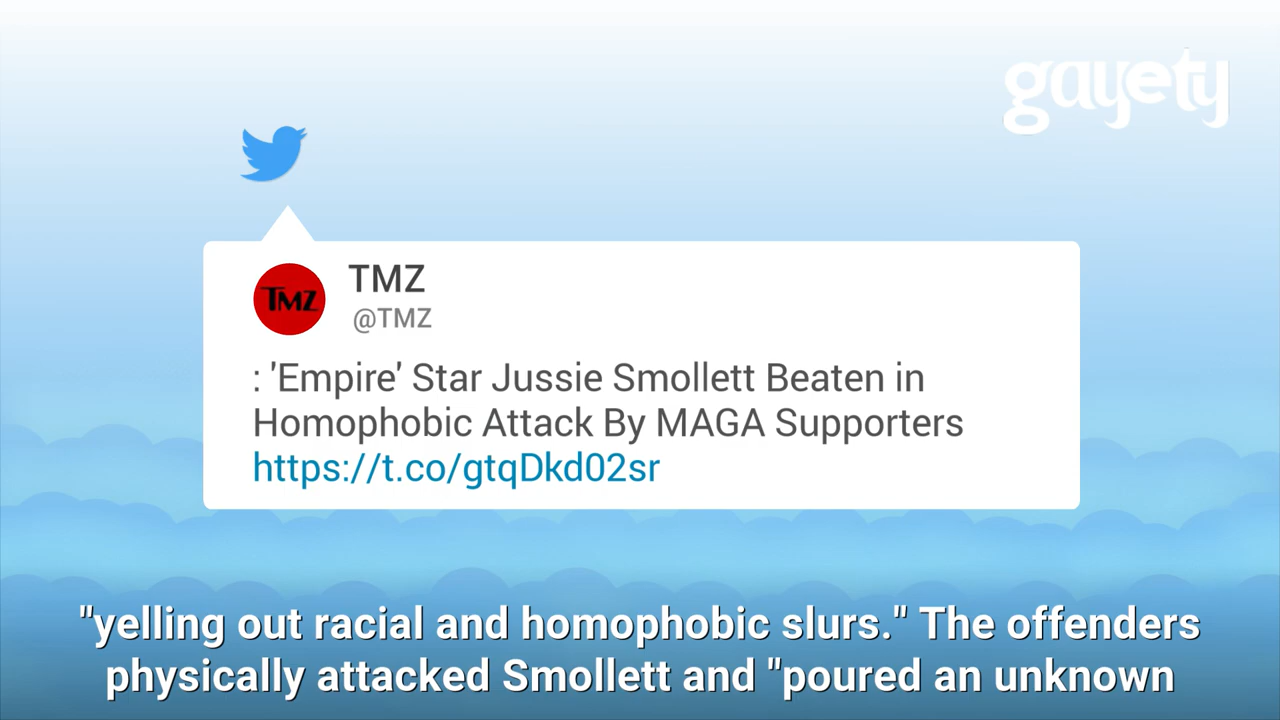 gayety
TMZ
TMZ
@TMZ
: 'Empire' Star Jussie Smollett Beaten in
Homophobic Attack By MAGA Supporters
https://t.co/gtqDkd02sr
"yelling out racial and homophobic slurs." The offenders
physically attacked Smollett and "poured an unknown